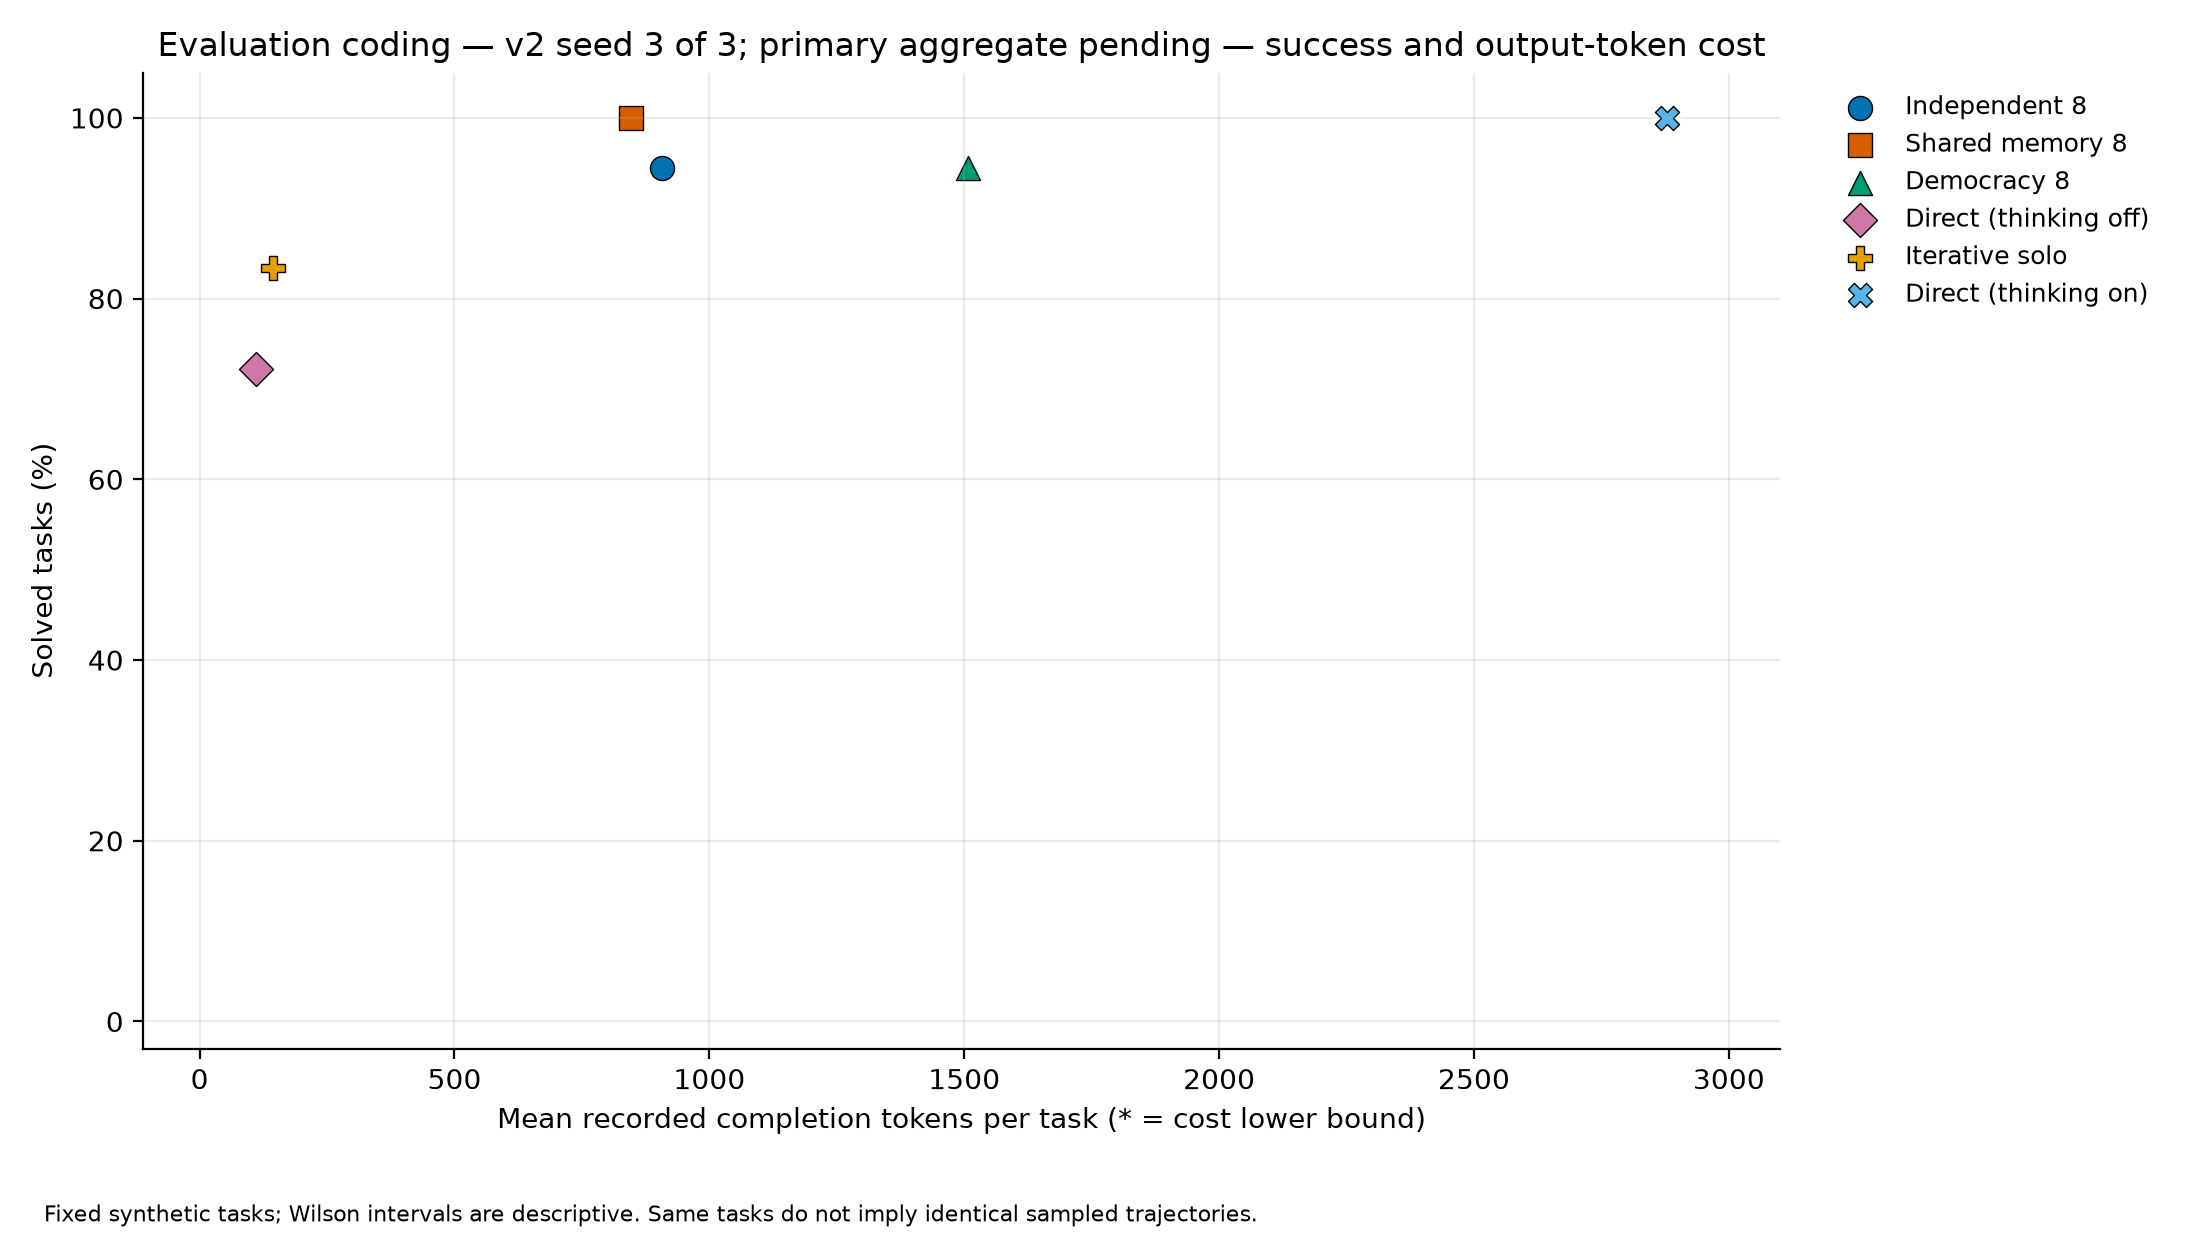 Evaluation coding — v2 seed 3 of 3; primary aggregate pending — success and output-token cost
100
80
60
40
20
0
Solved tasks (%)
0 500 1000 1500 2000 2500 3000
Mean recorded completion tokens per task (* = cost lower bound)
Independent 8
Shared memory 8
Democracy 8
Direct (thinking off)
Iterative solo
Direct (thinking on)
Fixed synthetic tasks; Wilson intervals are descriptive. Same tasks do not imply identical sampled trajectories.